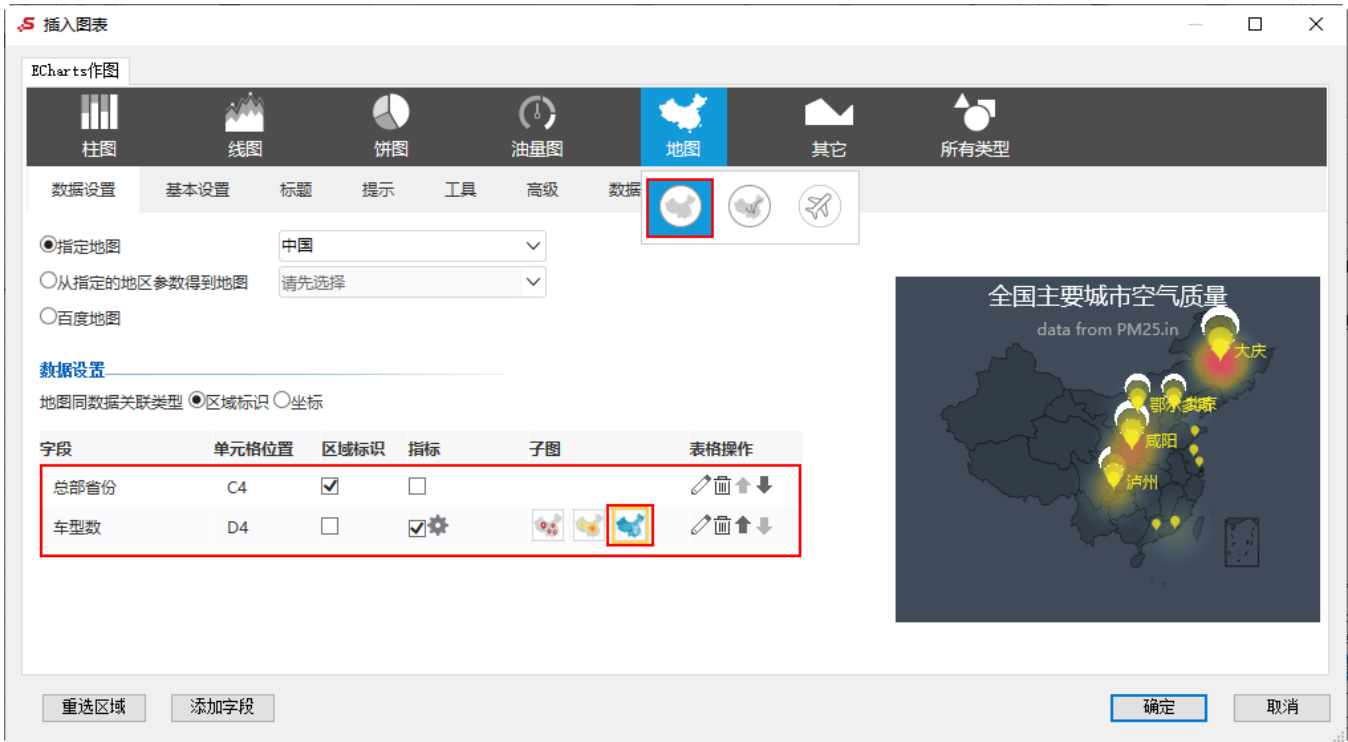 插入图表
ECharts作图
柱图 线图 饼图 油量图 地图 其它 所有类型
数据设置 基本设置 标题 提示 工具 高级 数据
指定地图 中国
从指定的地区参数得到地图 请先选择
百度地图
数据设置
地图同数据关联类型 区域标识 坐标
字段 单元格位置 区域标识 指标 子图 表格操作
总部省份 C4
车型数 D4
全国主要城市空气质量
data from PM25.in
大庆
鄂尔多斯
咸阳
泸州
重选区域 添加字段 确定 取消